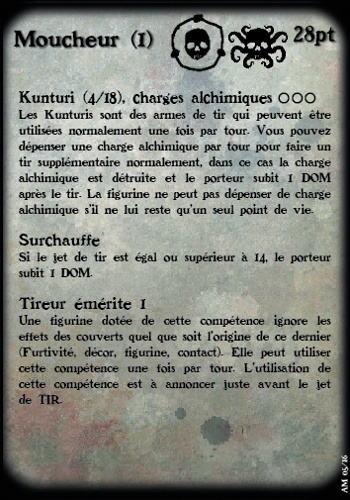 Moucheur (1) 28pt
Kunturi (4/18), charges alchimiques OOO
Les Kunturis sont des armes de tir qui peuvent être
utilisées normalement une fois par tour. Vous pouvez
dépenser une charge alchimique par tour pour faire un
tir supplémentaire normalement, dans ce cas la charge
alchimique est détruite et le porteur subit 1 DOM
après le tir. La figurine ne peut pas dépenser de charge
alchimique s'il ne lui reste qu'un seul point de vie.
Surchauffe
Si le jet de tir est égal ou supérieur à 14, le porteur
subit 1 DOM.
Tireur émérite 1
Une figurine dotée de cette compétence ignore les
effets des couverts quel que soit l'origine de ce dernier
(Furtivité, décor, figurine, contact). Elle peut utiliser
cette compétence une fois par tour. L'utilisation de
cette compétence est à annoncer juste avant le jet
de TIR.
AM 05/16